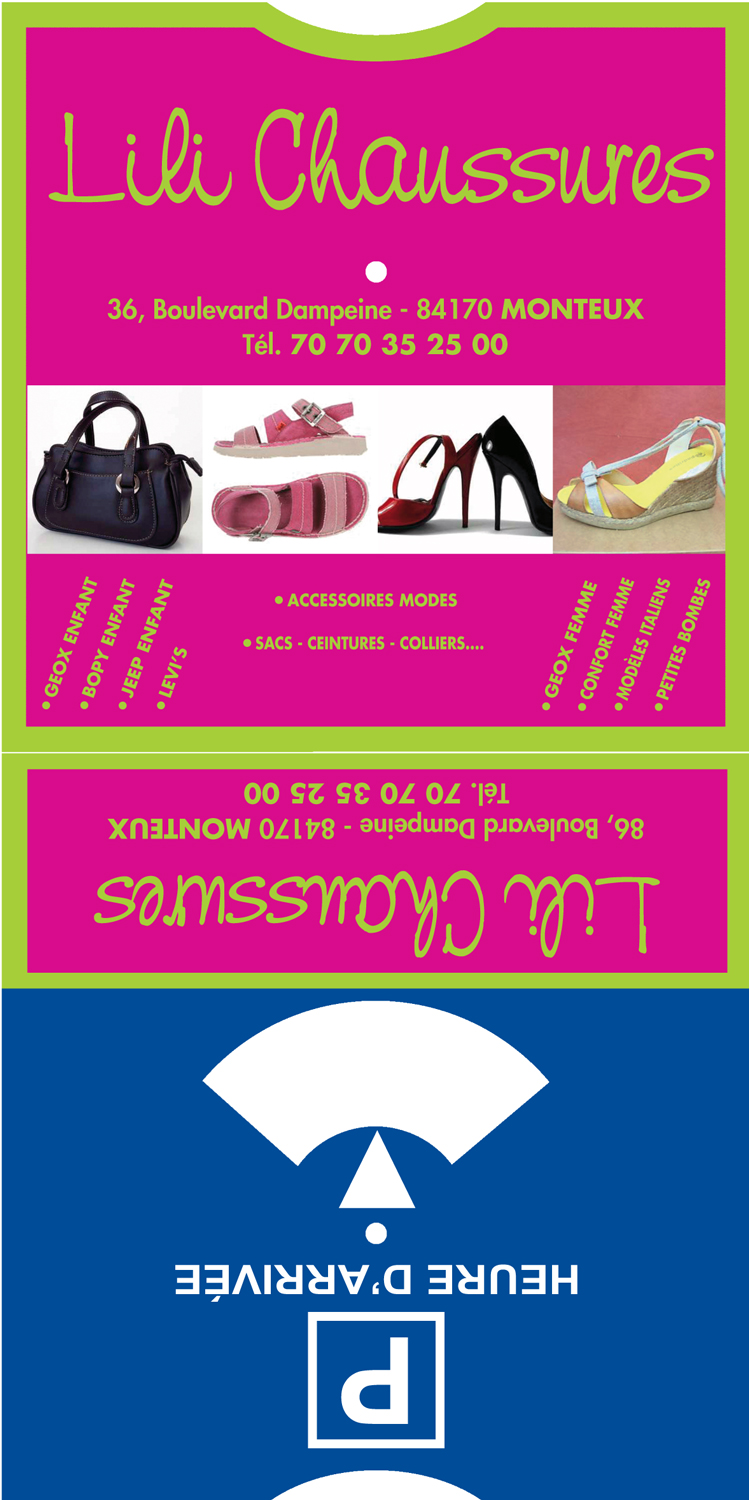 Lili Chaussures
36, Boulevard Dampeine - 84170 MONTEUX
Tél. 70 70 35 25 00
• GEOX ENFANT
• BOPY ENFANT
• JEEP ENFANT
• LEVI'S
• ACCESSOIRES MODES
• SACS - CEINTURES - COLLIERS....
• GEOX FEMME
• CONFORT FEMME
• MODÈLES ITALIENS
• PETITES BOMBES
P
HEURE D'ARRIVÉE
Lili Chaussures
86, Boulevard Dampeine - 84170 MONTEUX
Tél. 70 70 35 25 00